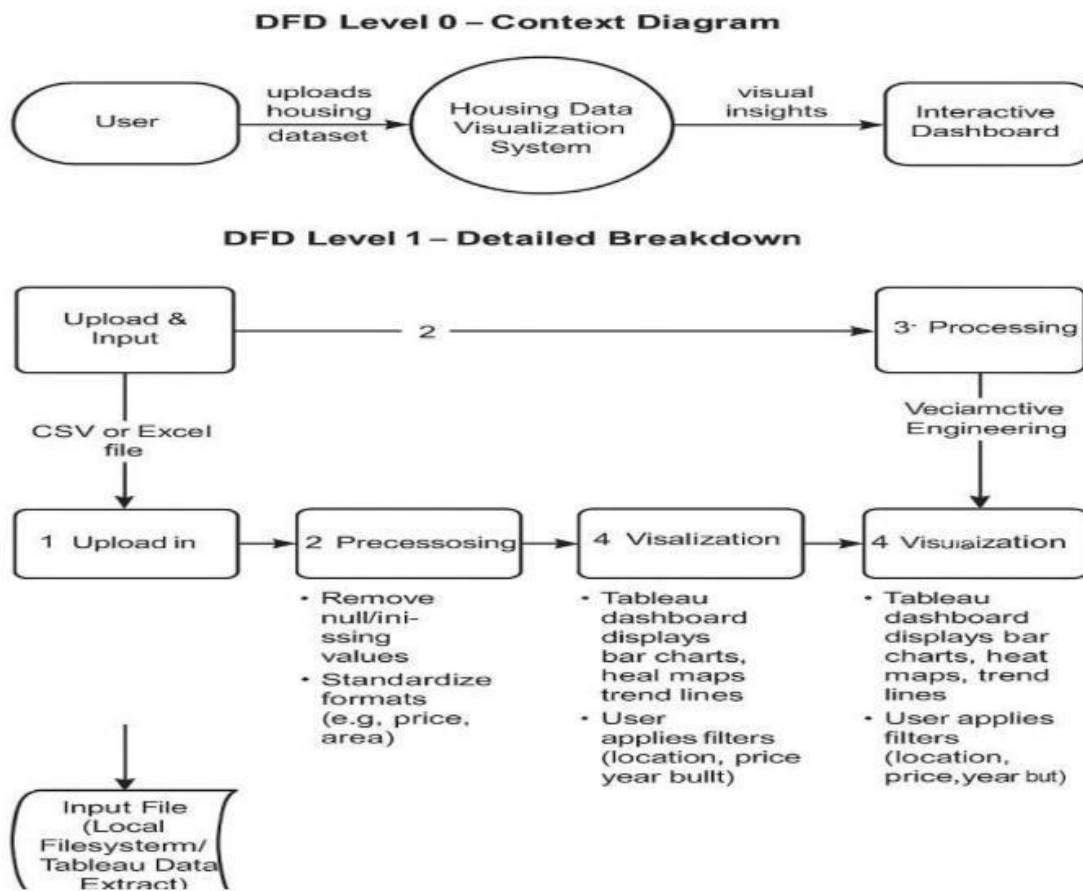 DFD Level 0 – Context Diagram
User
uploads
housing
dataset
Housing Data
Visualization
System
visual
insights
Interactive
Dashboard
DFD Level 1 – Detailed Breakdown
Upload &
Input
2
3- Processing
CSV or Excel
file
Veciamctive
Engineering
1 Upload in
2 Precessosing
4 Visalization
4 Visuıaization
• Remove
null/ini-
ssing
values
• Standardize
formats
(e.g, price,
area)
• Tableau
dashboard
displays
bar charts,
heal maps
trend lines
• User
applies filters
(location, price
year bullt)
• Tableau
dashboard
displays bar
charts, heat
maps, trend
lines
• User applies
filters
(location,
price,year but)
Input File
(Local
Filesysterm/
Tableau Data
Extract)